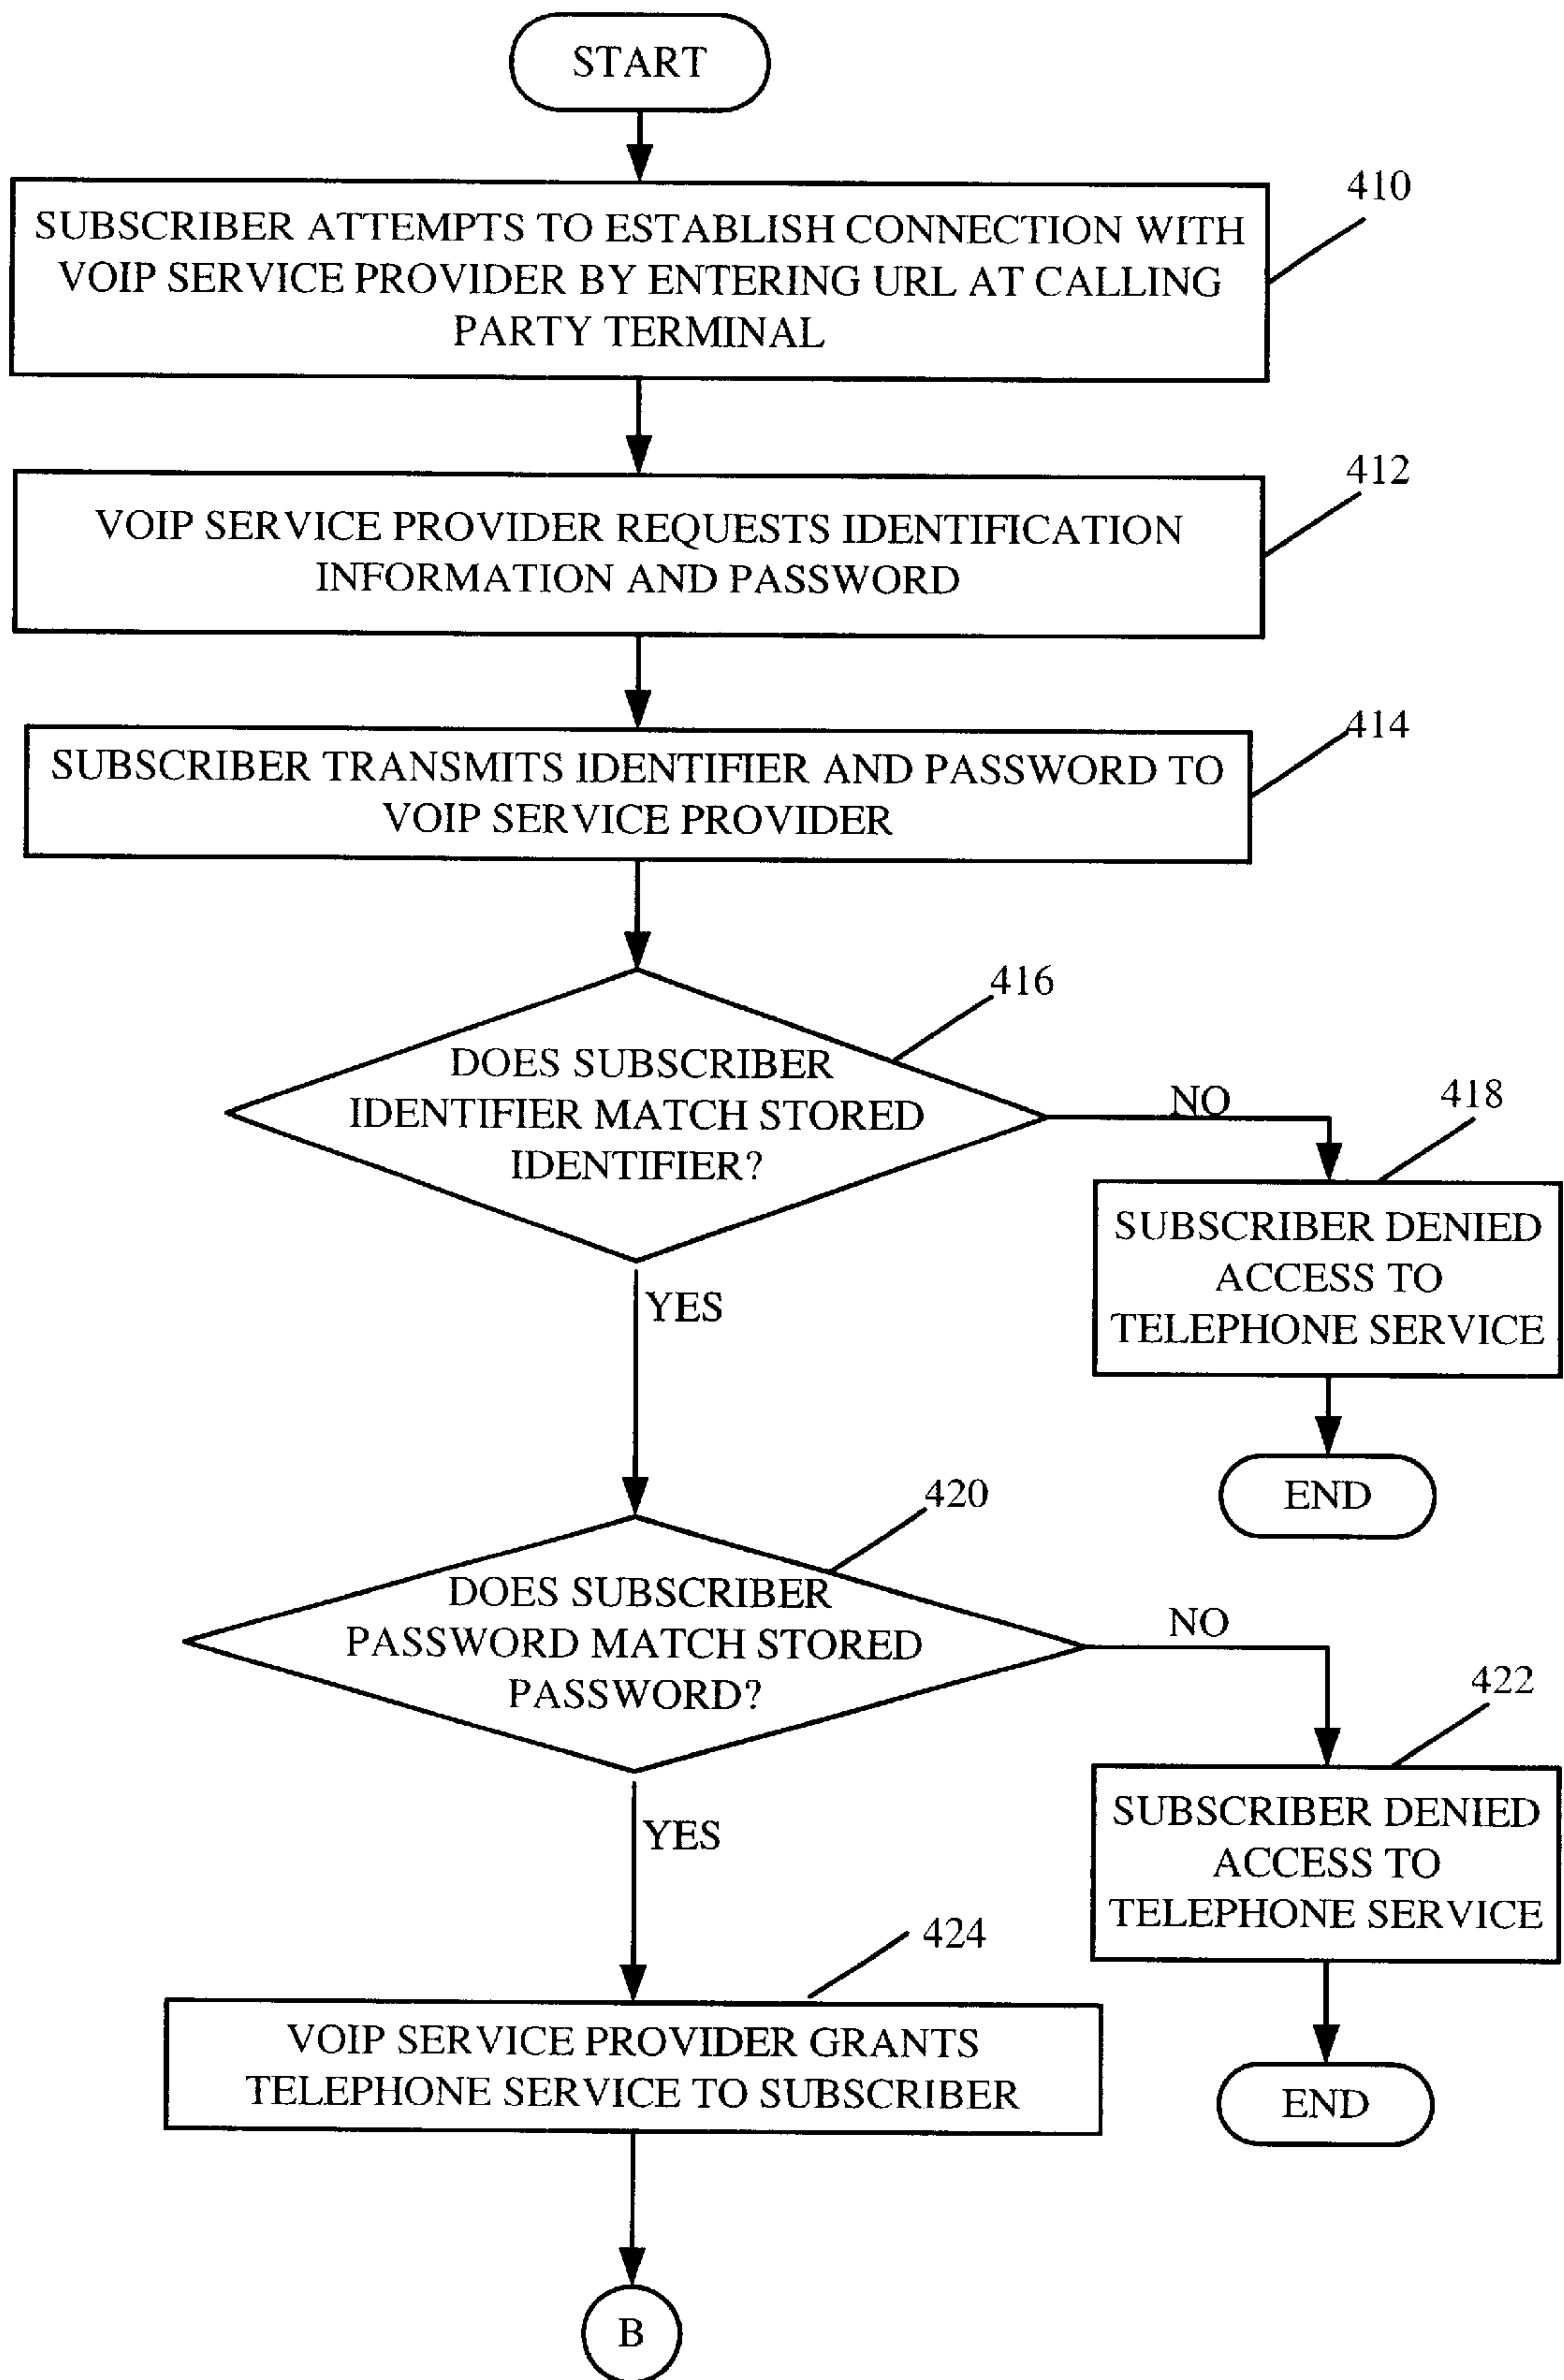 START
410
SUBSCRIBER ATTEMPTS TO ESTABLISH CONNECTION WITH
VOIP SERVICE PROVIDER BY ENTERING URL AT CALLING
PARTY TERMINAL
412
VOIP SERVICE PROVIDER REQUESTS IDENTIFICATION
INFORMATION AND PASSWORD
414
SUBSCRIBER TRANSMITS IDENTIFIER AND PASSWORD TO
VOIP SERVICE PROVIDER
416
DOES SUBSCRIBER
IDENTIFIER MATCH STORED
IDENTIFIER?
NO
418
SUBSCRIBER DENIED
ACCESS TO
TELEPHONE SERVICE
YES
END
420
DOES SUBSCRIBER
PASSWORD MATCH STORED
PASSWORD?
NO
422
SUBSCRIBER DENIED
ACCESS TO
TELEPHONE SERVICE
YES
424
VOIP SERVICE PROVIDER GRANTS
TELEPHONE SERVICE TO SUBSCRIBER
END
B